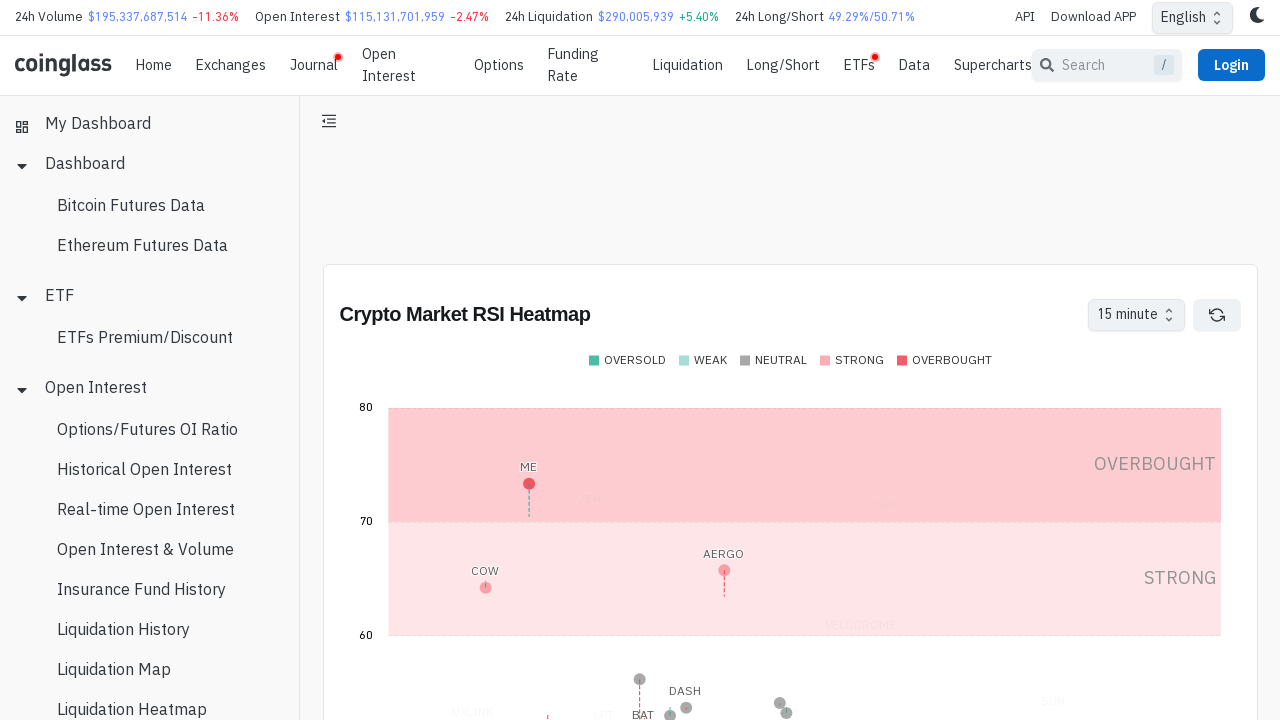 24h Volume $195,337,687,514 -11.36% Open Interest $115,131,701,959 -2.47% 24h Liquidation $290,005,939 +5.40% 24h Long/Short 49.29%/50.71% API Download APP English
coinglass Home Exchanges Journal Open Interest Options Funding Rate Liquidation Long/Short ETFs Data Supercharts Search / Login
My Dashboard
Dashboard
Bitcoin Futures Data
Ethereum Futures Data
ETF
ETFs Premium/Discount
Open Interest
Options/Futures OI Ratio
Historical Open Interest
Real-time Open Interest
Open Interest & Volume
Insurance Fund History
Liquidation History
Liquidation Map
Liquidation Heatmap
Crypto Market RSI Heatmap 15 minute
OVERSOLD WEAK NEUTRAL STRONG OVERBOUGHT
80
OVERBOUGHT
ME
70
AERGO
COW
STRONG
VELODROME
60
DASH
SUN
BAT